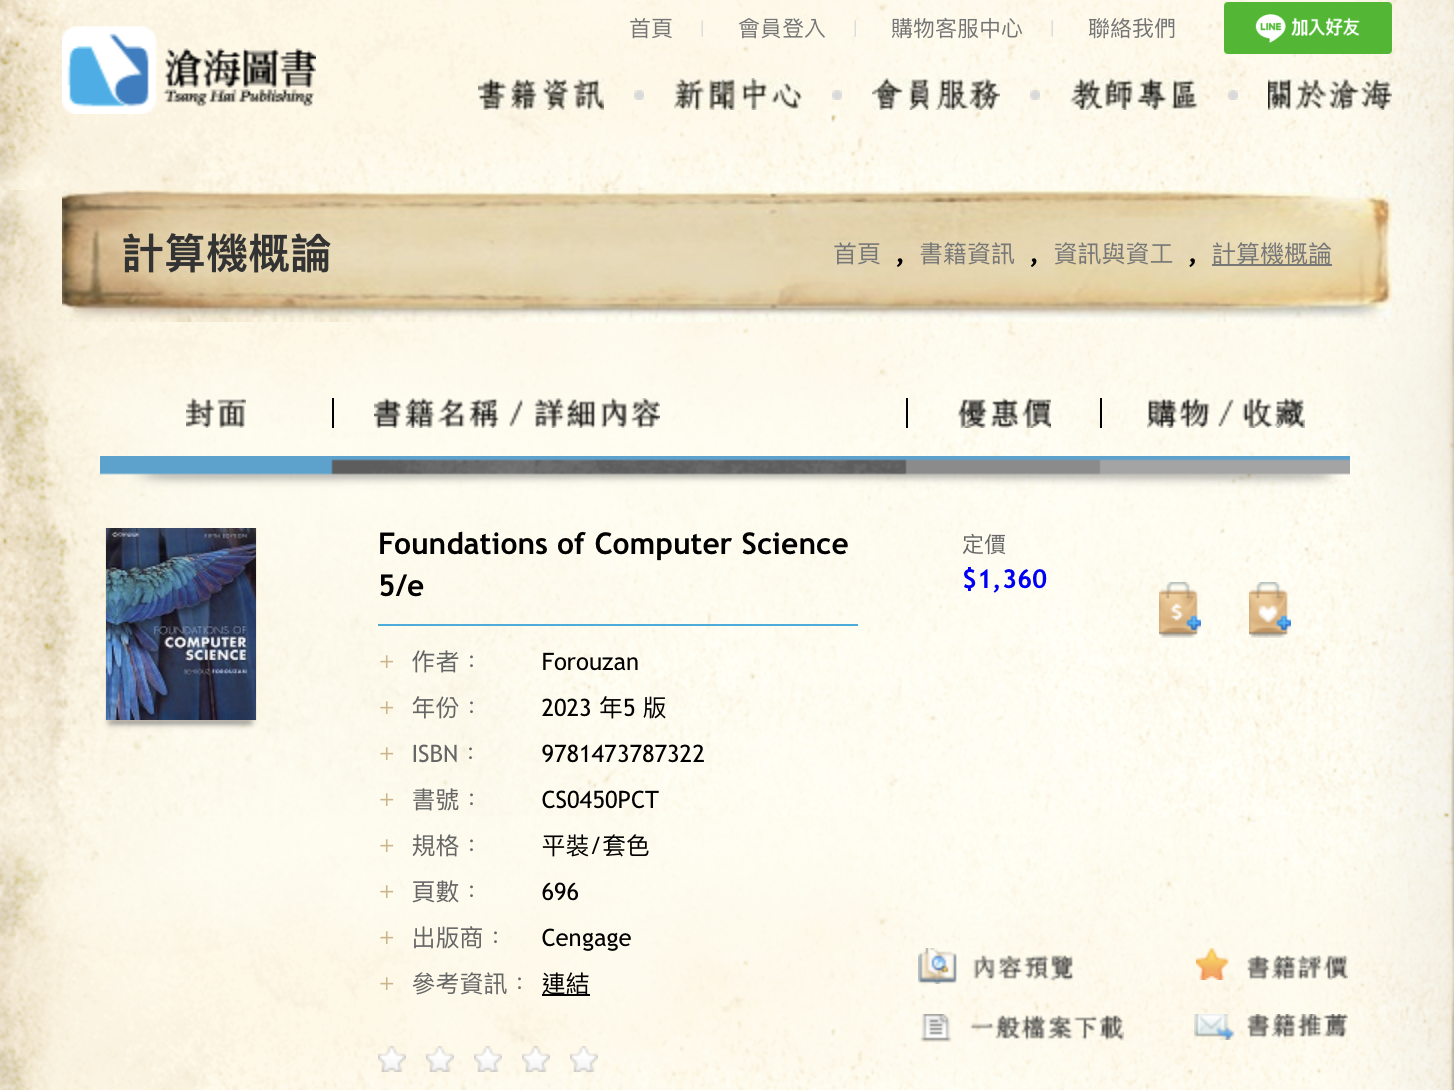 首頁 會員登入 購物客服中心 聯絡我們 LINE 加入好友
滄海圖書
Tsang Hai Publishing
書籍資訊 新聞中心 會員服務 教師專區 關於滄海
計算機概論
首頁 , 書籍資訊 , 資訊與資工 , 計算機概論
封面 書籍名稱 / 詳細內容 優惠價 購物 / 收藏
Cengage FIFTH EDITION
FOUNDATIONS OF
COMPUTER
SCIENCE
BEHROUZ FOROUZAN
Foundations of Computer Science
5/e
定價
$1,360
+ 作者： Forouzan
+ 年份： 2023 年5 版
+ ISBN： 9781473787322
+ 書號： CS0450PCT
+ 規格： 平裝/套色
+ 頁數： 696
+ 出版商： Cengage
+ 參考資訊： 連結
內容預覽 書籍評價
一般檔案下載 書籍推薦